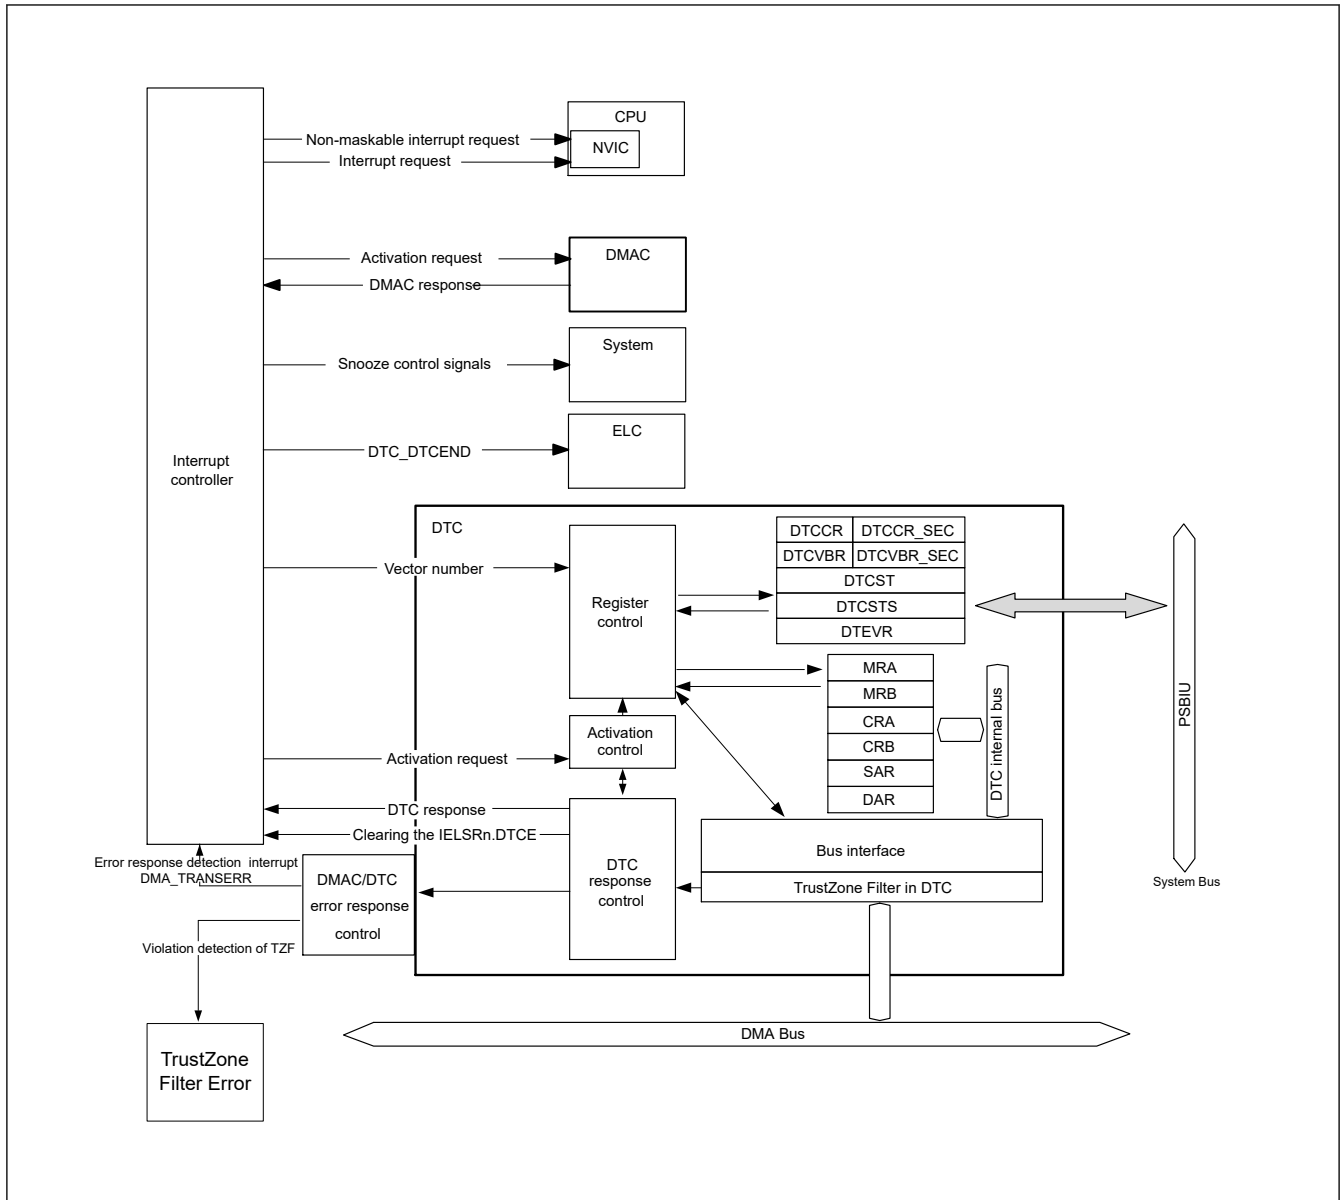 CPU
Non-maskable interrupt request
NVIC
Interrupt request
Activation request
DMAC
DMAC response
System
Snooze control signals
ELC
DTC_DTCEND
Interrupt
controller
DTC
DTCCR
DTCCR_SEC
DTCVBR
DTCVBR_SEC
Vector number
DTCST
Register
control
DTCSTS
DTEVR
MRA
MRB
CRA
CRB
SAR
DAR
DTC internal bus
PSBIU
System Bus
Activation
control
Activation request
DTC response
Clearing the IELSRn.DTCE
Bus interface
TrustZone Filter in DTC
DTC
response
control
Error response detection interrupt
DMA_TRANSERR
DMAC/DTC
error response
control
Violation detection of TZF
DMA Bus
TrustZone
Filter Error